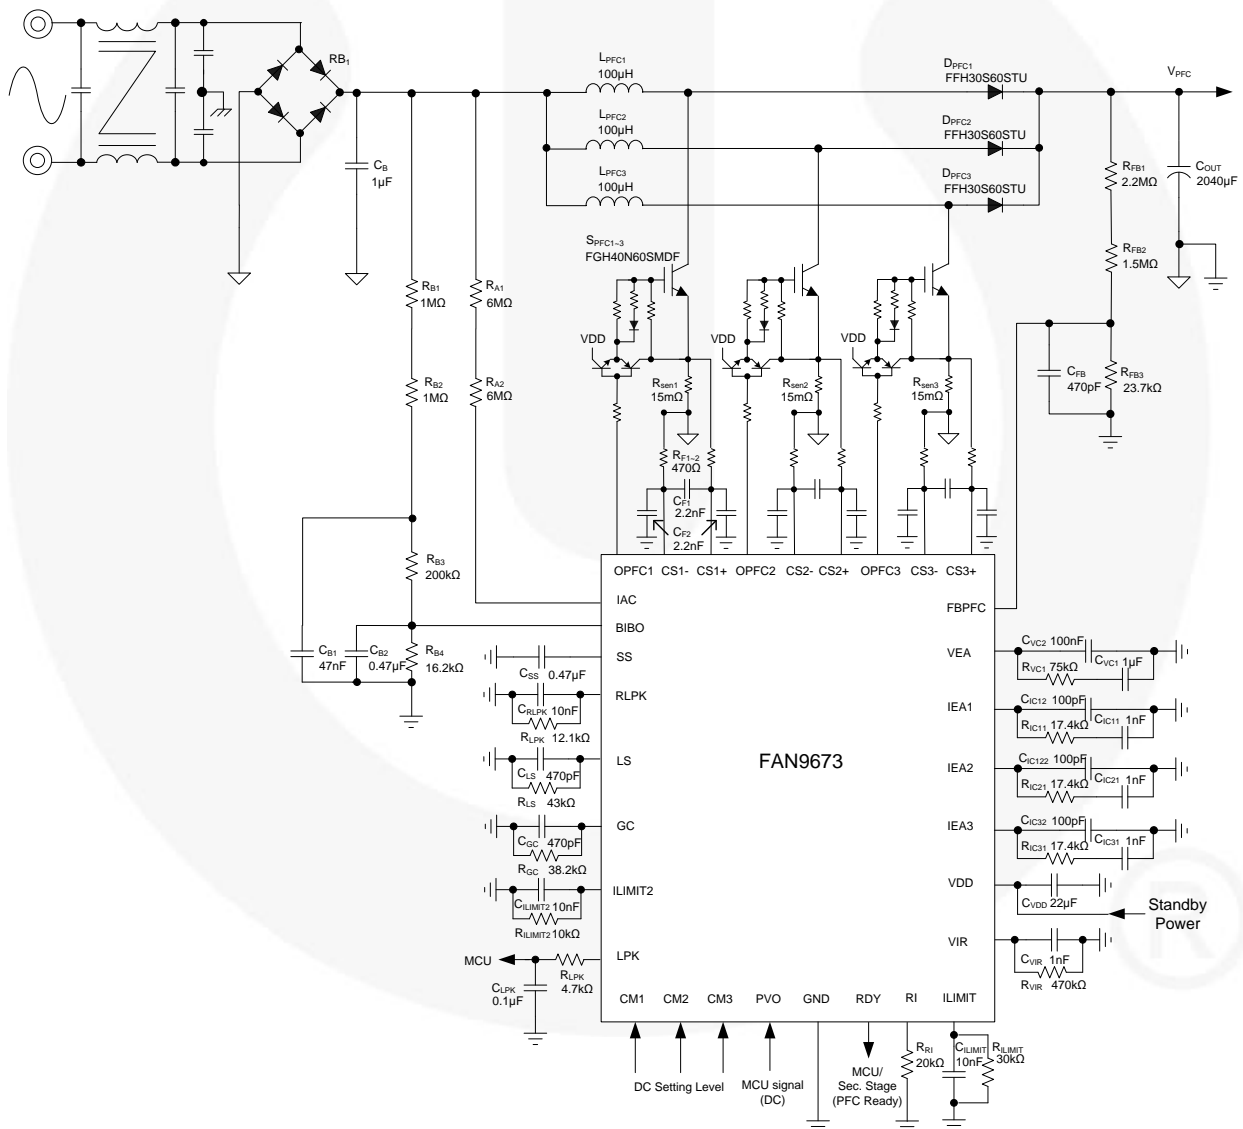 RB1
CB
1µF
LPFC1
100µH
LPFC2
100µH
LPFC3
100µH
DPFC1
FFH30S60STU
DPFC2
FFH30S60STU
DPFC3
FFH30S60STU
VPFC
RFB1
2.2MΩ
COUT
2040µF
RFB2
1.5MΩ
CFB
470pF
RFB3
23.7kΩ
SPFC1~3
FGH40N60SMDF
RB1
1MΩ
RA1
6MΩ
RB2
1MΩ
RA2
6MΩ
VDD
VDD
VDD
Rsen1
15mΩ
Rsen2
15mΩ
Rsen3
15mΩ
RF1~2
470Ω
CF1
2.2nF
CF2
2.2nF
RB3
200kΩ
CB1
47nF
CB2
0.47µF
RB4
16.2kΩ
OPFC1 CS1- CS1+ OPFC2 CS2- CS2+ OPFC3 CS3- CS3+
IAC
BIBO
SS
RLPK
LS
GC
ILIMIT2
LPK
FAN9673
FBPFC
VEA
IEA1
IEA2
IEA3
VDD
VIR
CM1 CM2 CM3 PVO GND RDY RI ILIMIT
CSS 0.47µF
CRLPK 10nF
RLPK 12.1kΩ
CLS 470pF
RLS 43kΩ
CGC 470pF
RGC 38.2kΩ
CILIMIT2 10nF
RILIMIT2 10kΩ
MCU
RLPK
4.7kΩ
CLPK
0.1µF
CVC2 100nF
RVC1 75kΩ
CVC1 1µF
CIC12 100pF
RIC11 17.4kΩ
CIC11 1nF
CIC122 100pF
RIC21 17.4kΩ
CIC21 1nF
CIC32 100pF
RIC31 17.4kΩ
CIC31 1nF
CVDD 22µF
Standby
Power
CVIR 1nF
RVIR 470kΩ
DC Setting Level
MCU signal
(DC)
MCU/
Sec. Stage
(PFC Ready)
RRI
20kΩ
CILIMIT
10nF
RILIMIT
30kΩ
R